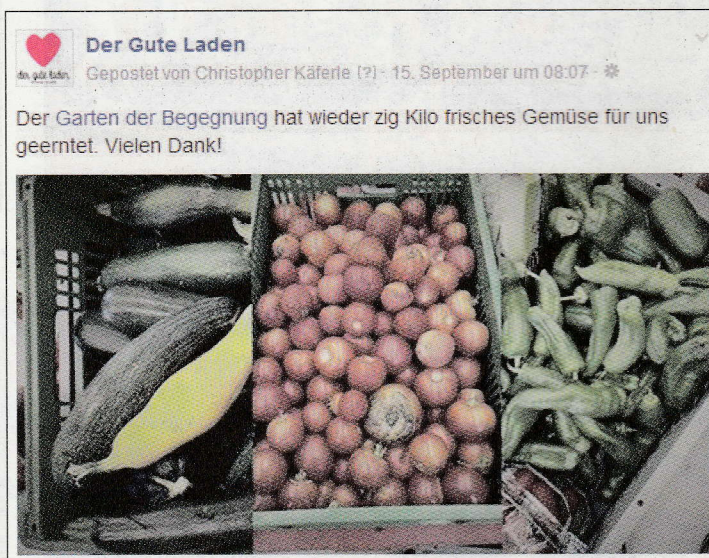 Der Gute Laden
der gute laden.
Gepostet von Christopher Käferle [?] · 15. September um 08:07 ·
Der Garten der Begegnung hat wieder zig Kilo frisches Gemüse für uns
geerntet. Vielen Dank!